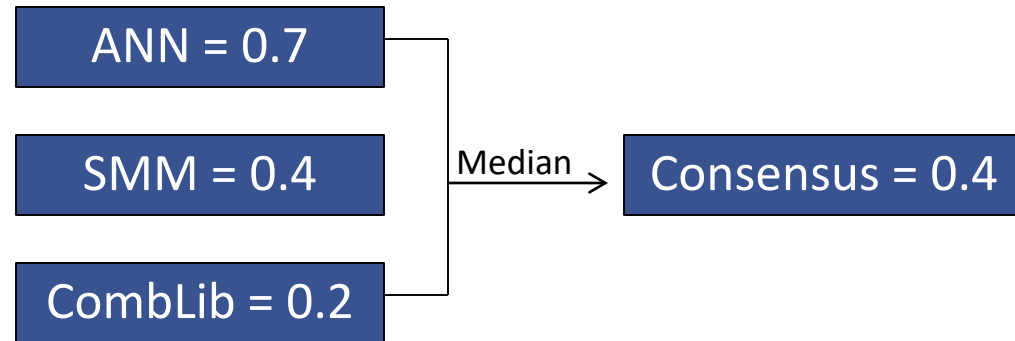 ANN = 0.7
SMM = 0.4
Median
Consensus = 0.4
CombLib = 0.2